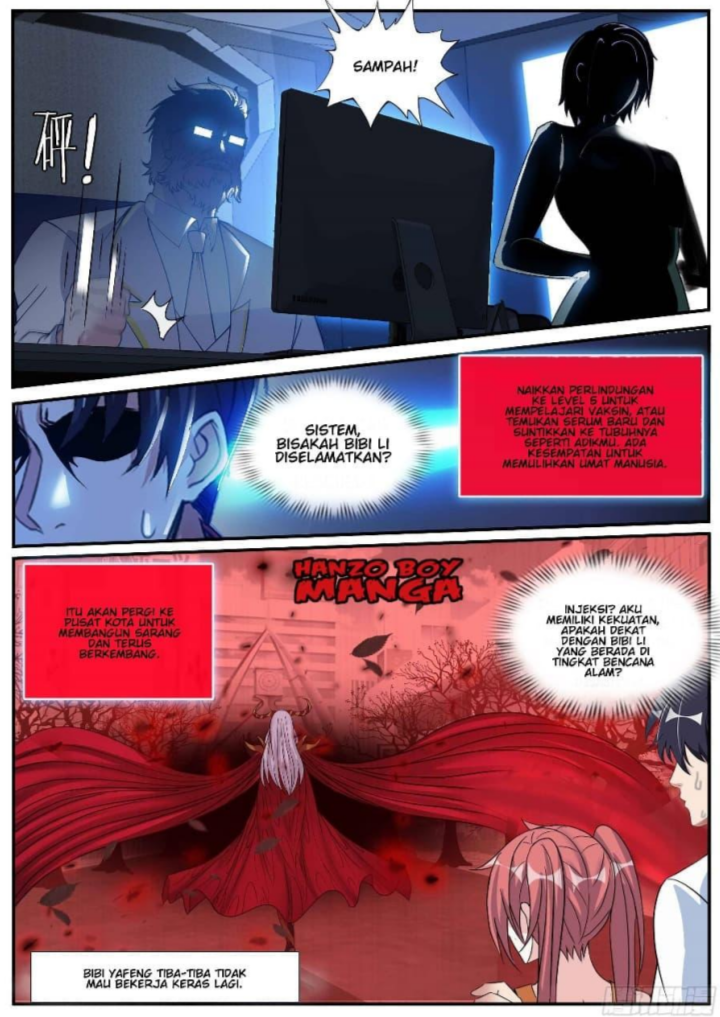 SAMPAH!
砰!
SISTEM,
BISAKAH BIBI LI
DISELAMATKAN?
NAIKKAN PERLINDUNGAN
KE LEVEL 5 UNTUK
MEMPELAJARI VAKSIN, ATAU
TEMUKAN SERUM BARU DAN
SUNTIKKAN KE TUBUHNYA
SEPERTI ADIKMU. ADA
KESEMPATAN UNTUK
MEMULIHKAN UMAT MANUSIA.
HANZO BOY
MANGA
ITU AKAN PERGI KE
PUSAT KOTA UNTUK
MEMBANGUN SARANG
DAN TERUS
BERKEMBANG.
INJEKSI? AKU
MEMILIKI KEKUATAN,
APAKAH DEKAT
DENGAN BIBI LI
YANG BERADA DI
TINGKAT BENCANA
ALAM?
BIBI YAFENG TIBA-TIBA TIDAK
MAU BEKERJA KERAS LAGI.